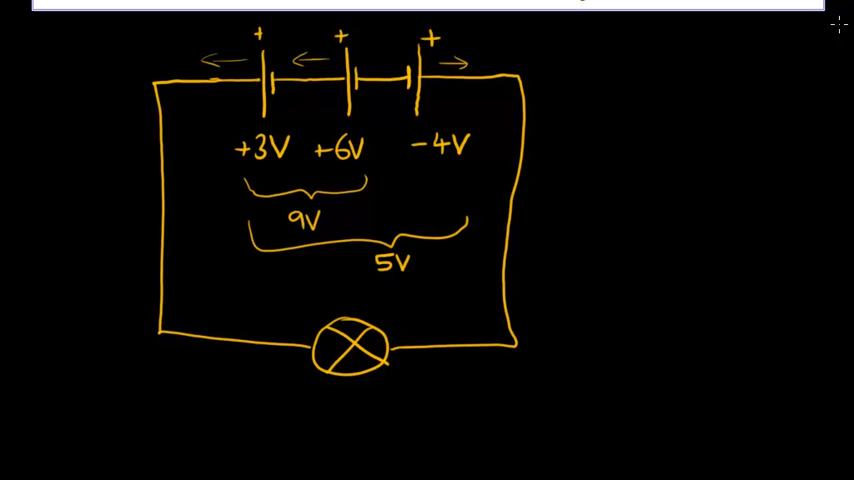 + + +
+3V +6V -4V
9V
5V